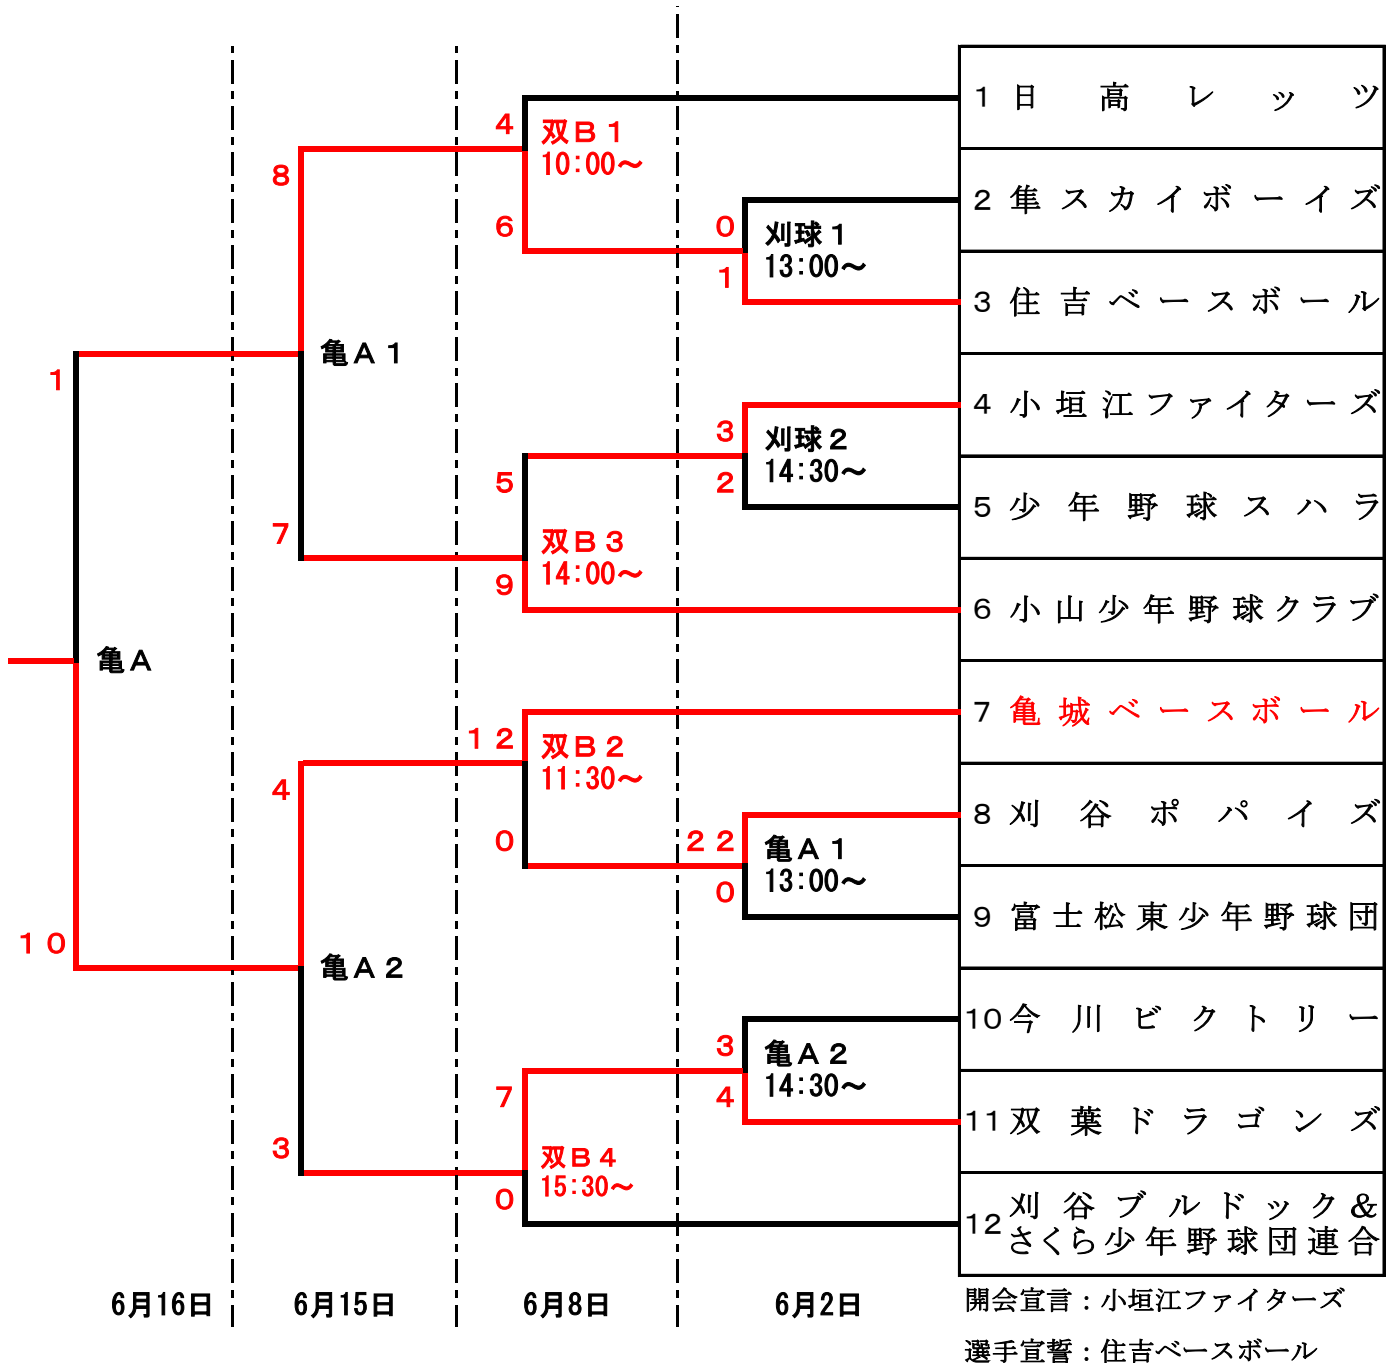 1 日高レッツ
4
双B1
10:00～
8
2 隼スカイボーイズ
6
0
刈球1
13:00～
1
3 住吉ベースボール
亀A1
1
4 小垣江ファイターズ
3
刈球2
14:30～
5
2
5 少年野球スハラ
7
双B3
14:00～
9
6 小山少年野球クラブ
亀A
7 亀城ベースボール
12
双B2
11:30～
4
8 刈谷ポパイズ
0
22
亀A1
13:00～
0
9 富士松東少年野球団
10
亀A2
10 今川ビクトリー
3
亀A2
14:30～
7
4
11 双葉ドラゴンズ
3
双B4
15:30～
0
12 刈谷ブルドック&
さくら少年野球団連合
6月16日
6月15日
6月8日
6月2日
開会宣言：小垣江ファイターズ
選手宣誓：住吉ベースボール